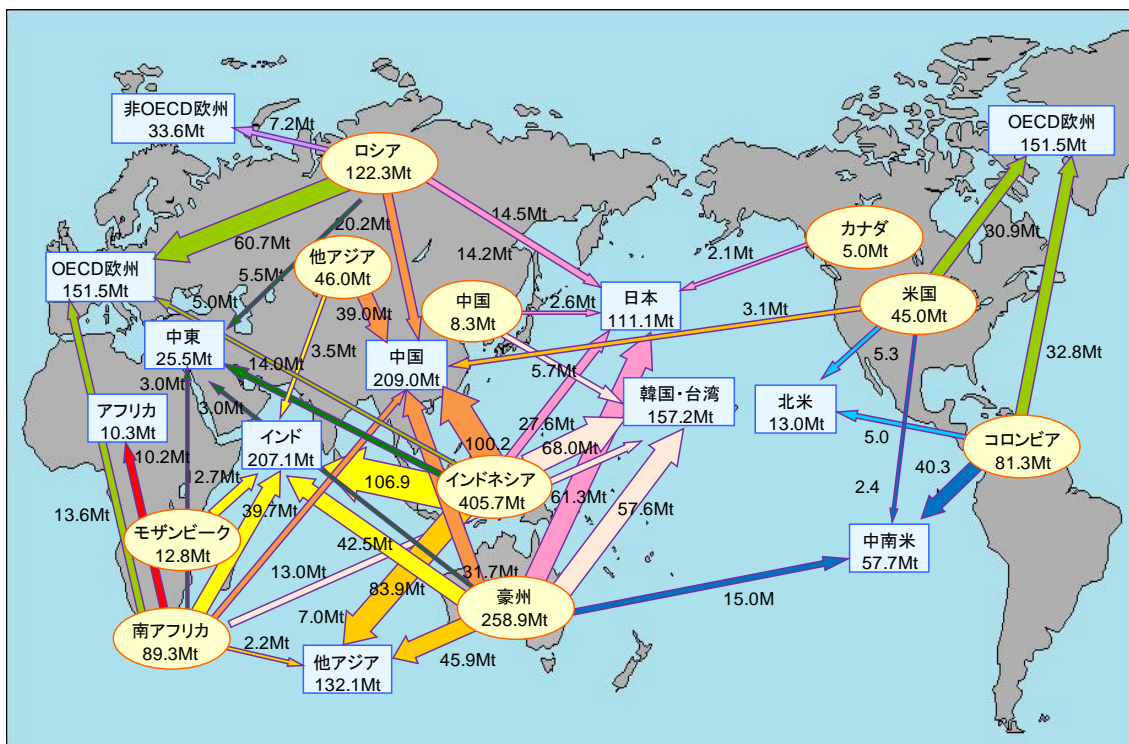 非OECD欧州
33.6Mt
7.2Mt
ロシア
122.3Mt
OECD欧州
151.5Mt
14.5Mt
カナダ
5.0Mt
30.9Mt
20.2Mt
60.7Mt
14.2Mt
2.1Mt
他アジア
46.0Mt
OECD欧州
151.5Mt
5.5Mt
5.0Mt
中国
8.3Mt
2.6Mt
日本
111.1Mt
3.1Mt
米国
45.0Mt
39.0Mt
中東
25.5Mt
3.5Mt
14.0Mt
中国
209.0Mt
5.7Mt
5.3
32.8Mt
3.0Mt
韓国・台湾
157.2Mt
北米
13.0Mt
アフリカ
10.3Mt
3.0Mt
インド
207.1Mt
27.6Mt
100.2
68.0Mt
5.0
コロンビア
81.3Mt
10.2Mt
12.7Mt
106.9
インドネシア
405.7Mt
61.3Mt
57.6Mt
40.3
2.4
13.6Mt
39.7Mt
モザンビーク
12.8Mt
42.5Mt
中南米
57.7Mt
13.0Mt
31.7Mt
83.9Mt
15.0M
7.0Mt
豪州
258.9Mt
南アフリカ
89.3Mt
2.2Mt
他アジア
132.1Mt
45.9Mt